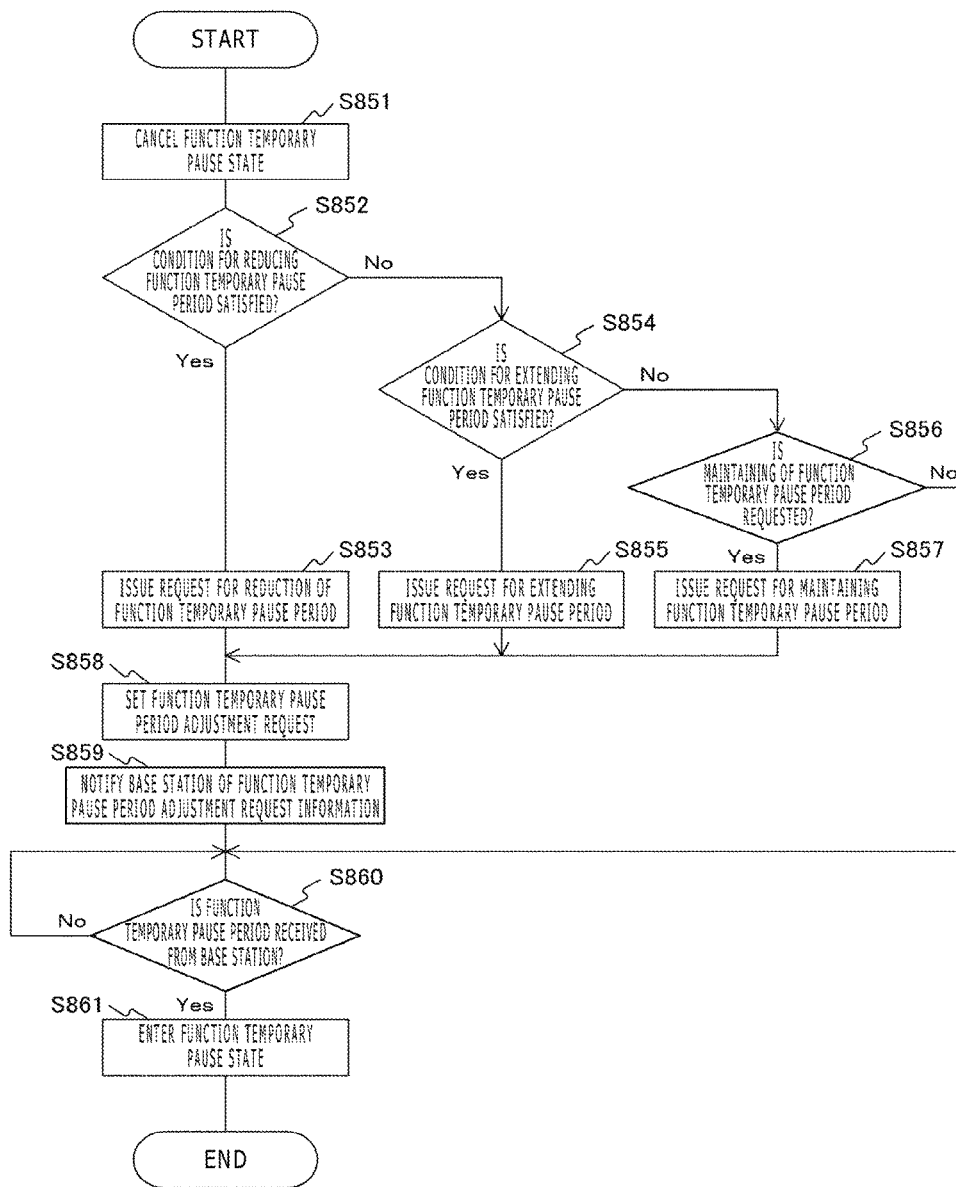 START
S851
CANCEL FUNCTION TEMPORARY
PAUSE STATE
S852
IS
CONDITION FOR REDUCING
FUNCTION TEMPORARY PAUSE
PERIOD SATISFIED?
No
Yes
S854
IS
CONDITION FOR EXTENDING
FUNCTION TEMPORARY PAUSE
PERIOD SATISFIED?
No
Yes
S856
IS
MAINTAINING OF FUNCTION
TEMPORARY PAUSE PERIOD
REQUESTED?
No
Yes
S853
ISSUE REQUEST FOR REDUCTION OF
FUNCTION TEMPORARY PAUSE PERIOD
S855
ISSUE REQUEST FOR EXTENDING
FUNCTION TEMPORARY PAUSE PERIOD
S857
ISSUE REQUEST FOR MAINTAINING
FUNCTION TEMPORARY PAUSE PERIOD
S858
SET FUNCTION TEMPORARY PAUSE
PERIOD ADJUSTMENT REQUEST
S859
NOTIFY BASE STATION OF FUNCTION TEMPORARY
PAUSE PERIOD ADJUSTMENT REQUEST INFORMATION
S860
IS FUNCTION
TEMPORARY PAUSE PERIOD RECEIVED
FROM BASE STATION?
No
Yes
S861
ENTER FUNCTION TEMPORARY
PAUSE STATE
END